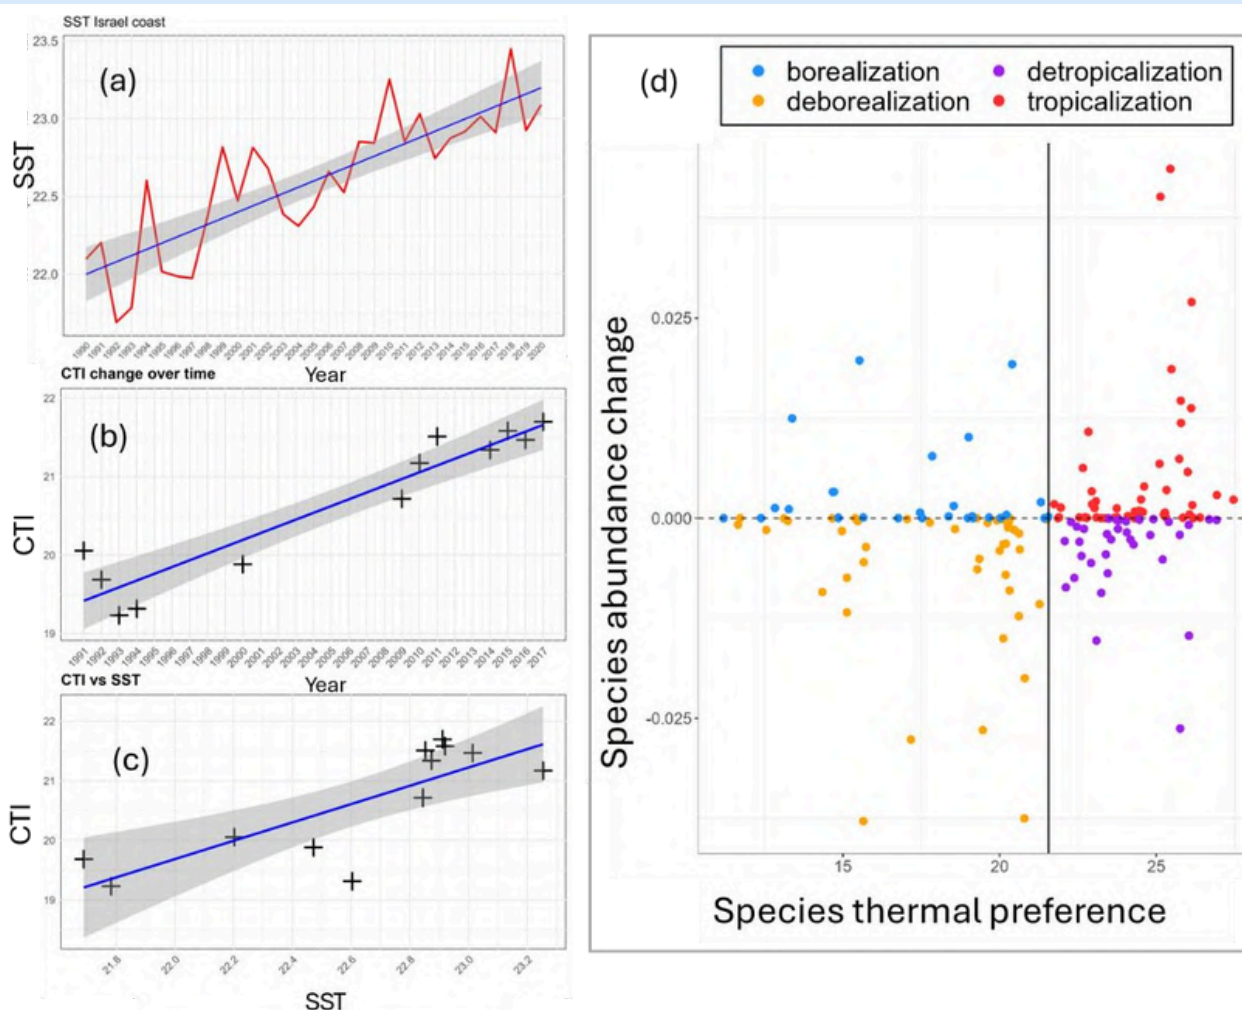 SST Israel coast
(a)
SST
23.5
23.0
22.5
22.0
1990 1991 1992 1993 1994 1995 1996 1997 1998 1999 2000 2001 2002 2003 2004 2005 2006 2007 2008 2009 2010 2011 2012 2013 2014 2015 2016 2017 2018 2019 2020
Year
CTI change over time
(b)
CTI
22
21
20
19
1991 1992 1993 1994 1995 1996 1997 1998 1999 2000 2001 2002 2003 2004 2005 2006 2007 2008 2009 2010 2011 2012 2013 2014 2015 2016 2017
Year
CTI vs SST
(c)
CTI
22
21
20
19
21.8 22.0 22.2 22.4 22.6 22.8 23.0 23.2
SST
(d)
borealization detropicalization
deborealization tropicalization
Species abundance change
0.025
0.000
-0.025
15 20 25
Species thermal preference